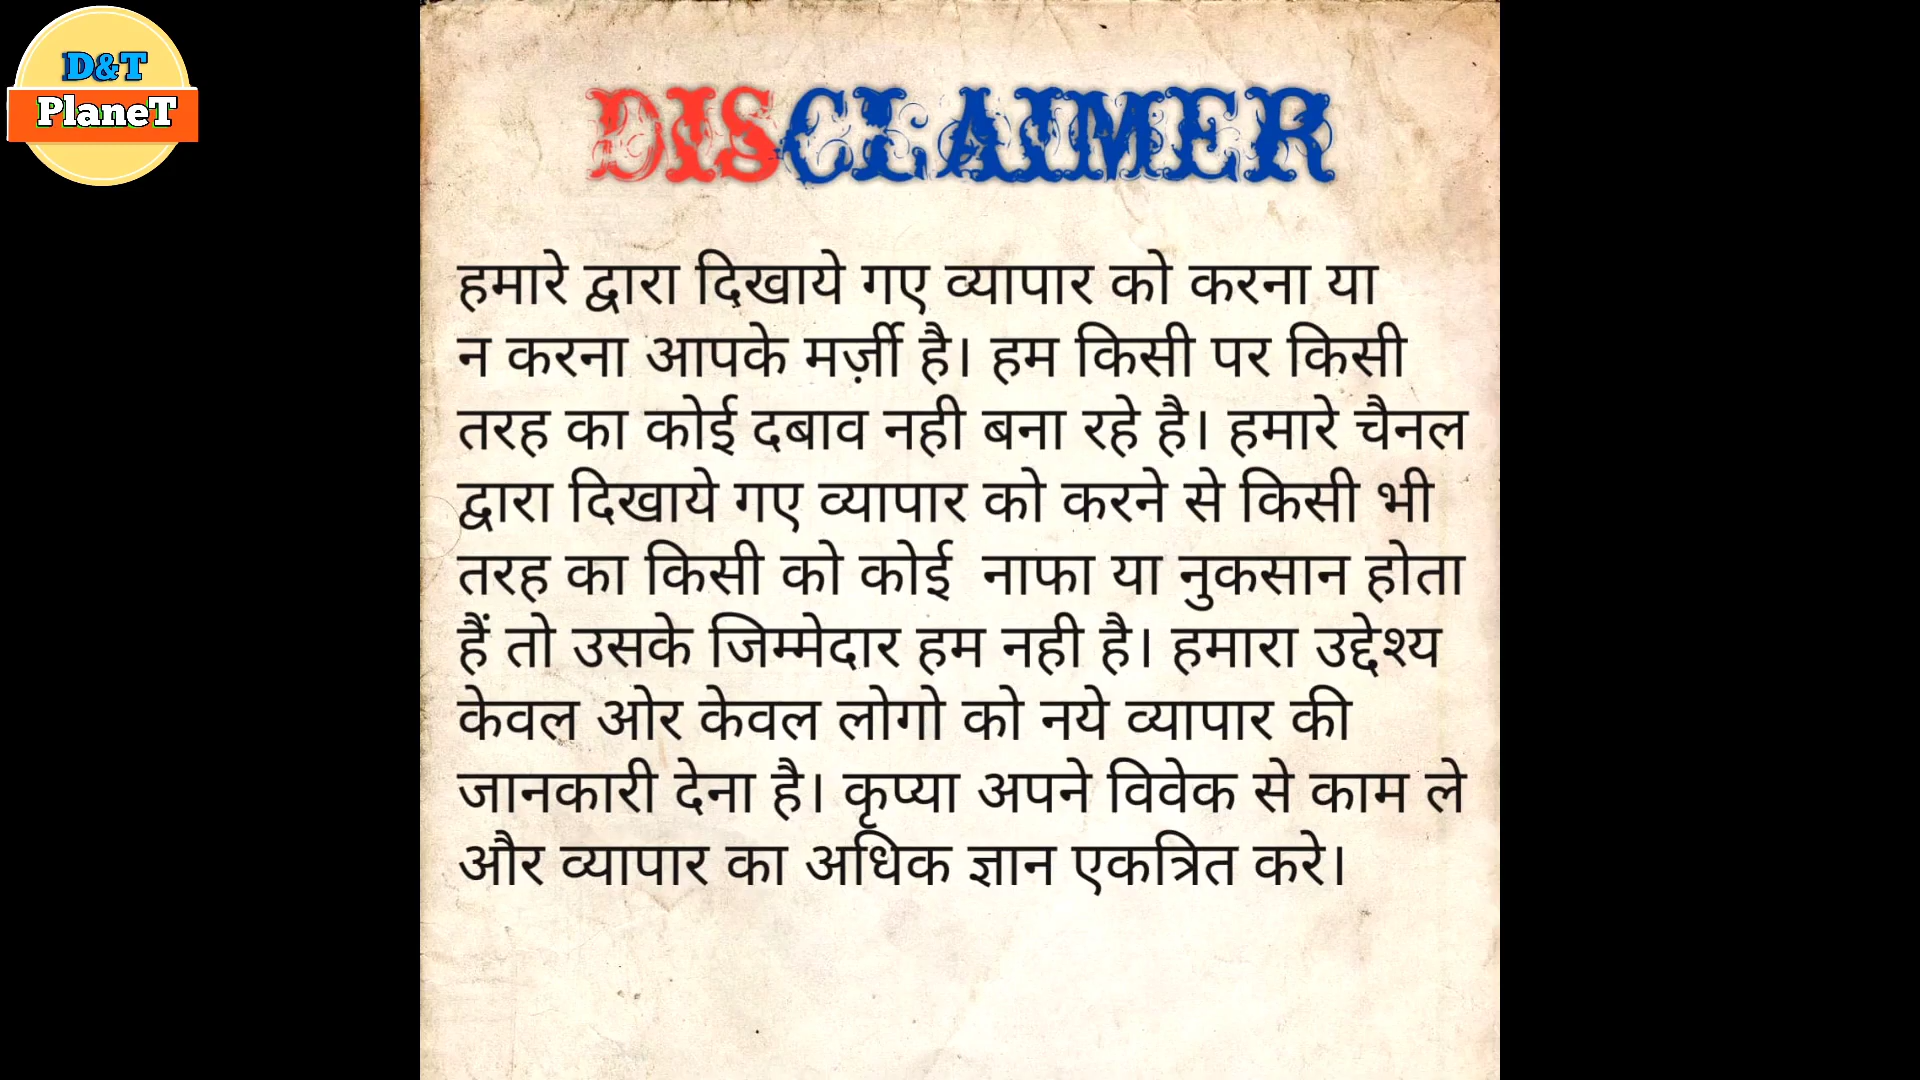 D&T
PlaneT
DISCLAIMER
हमारे द्वारा दिखाये गए व्यापार को करना या
न करना आपके मर्ज़ी है। हम किसी पर किसी
तरह का कोई दबाव नही बना रहे है। हमारे चैनल
द्वारा दिखाये गए व्यापार को करने से किसी भी
तरह का किसी को कोई  नाफा या नुकसान होता
हैं तो उसके जिम्मेदार हम नही है। हमारा उद्देश्य
केवल ओर केवल लोगो को नये व्यापार की
जानकारी देना है। कृप्या अपने विवेक से काम ले
और व्यापार का अधिक ज्ञान एकत्रित करे।